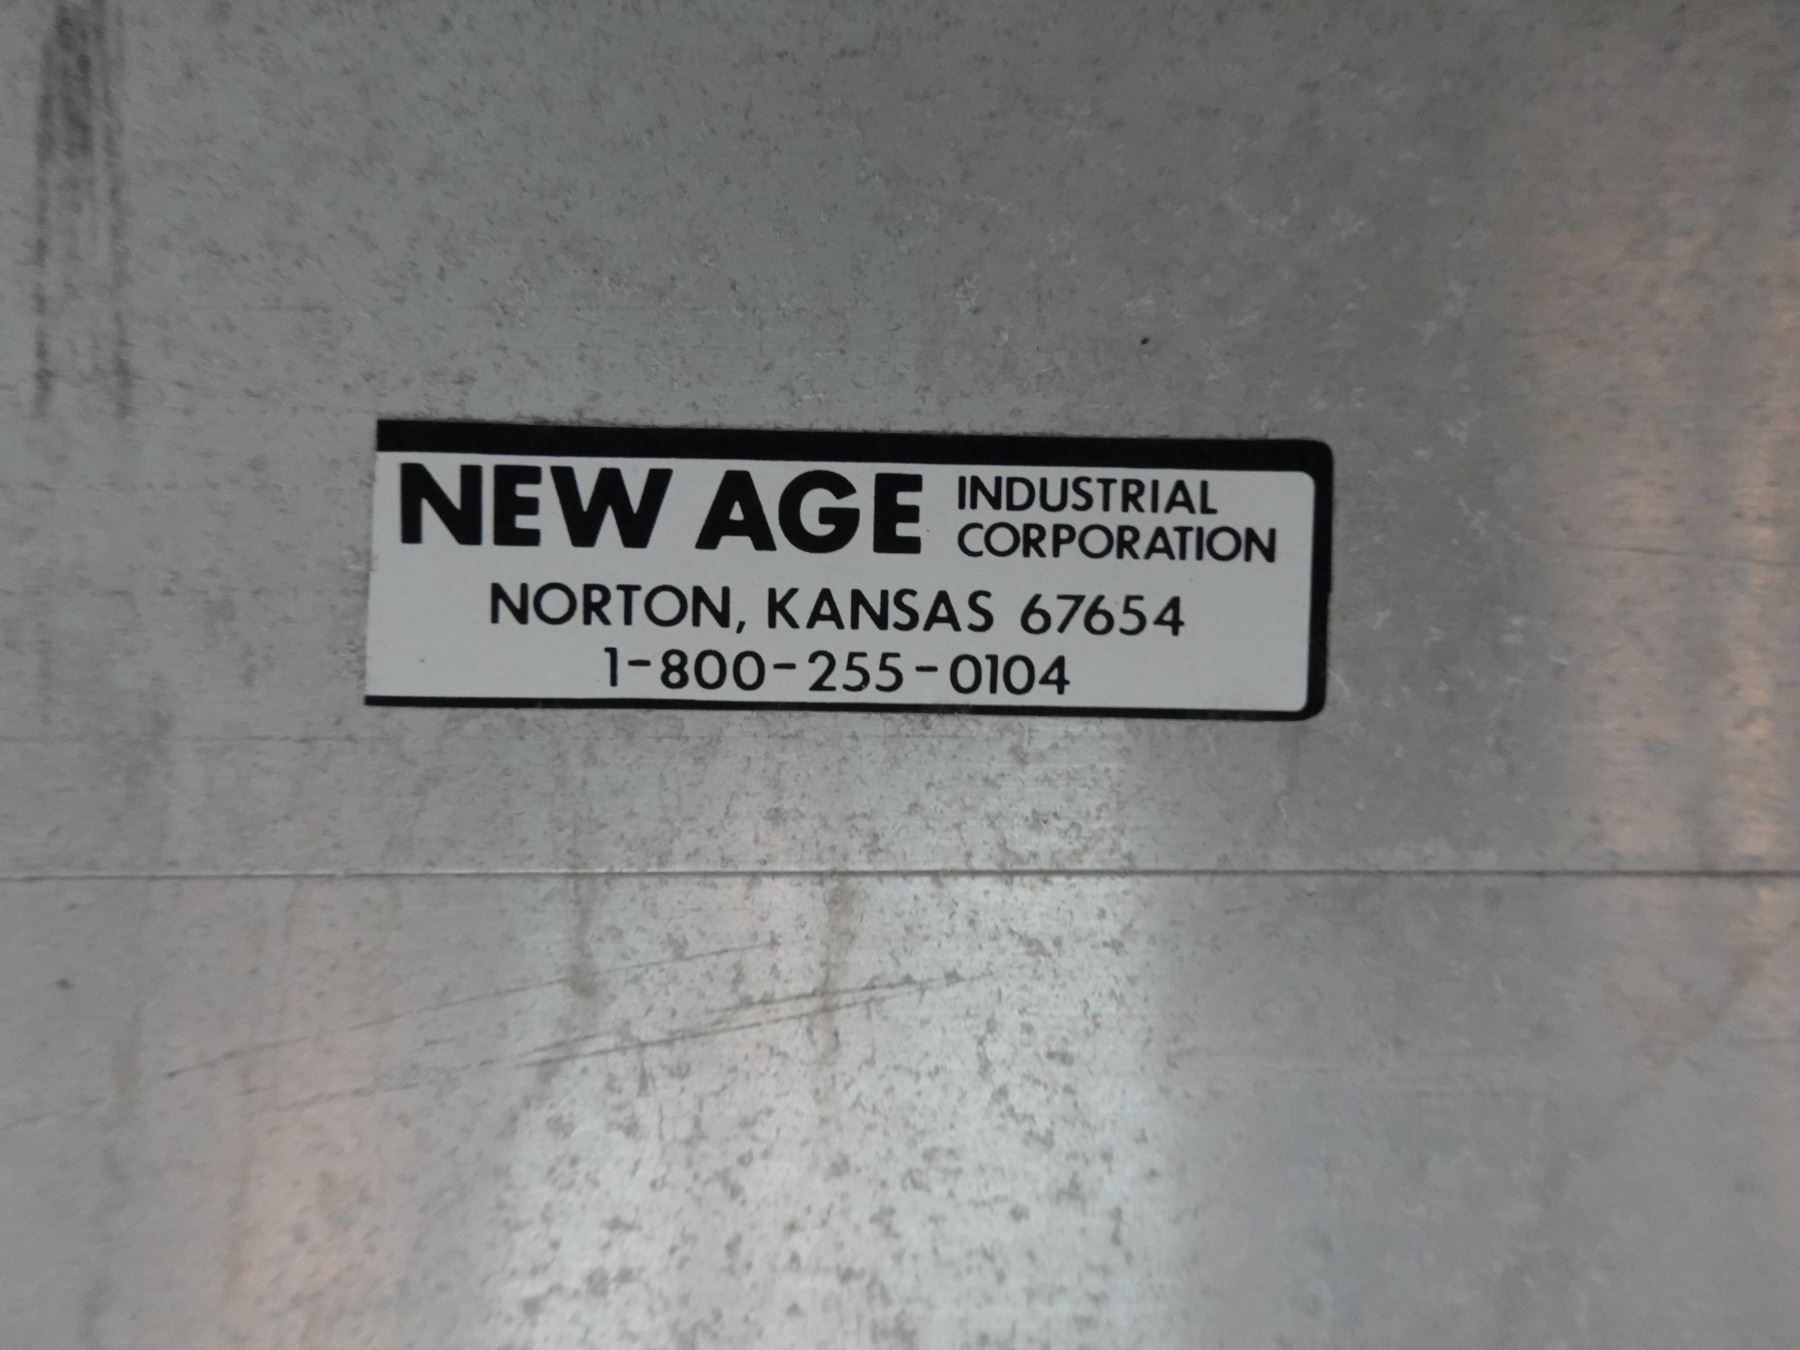 NEW AGE INDUSTRIAL CORPORATION
NORTON, KANSAS 67654
1-800-255-0104